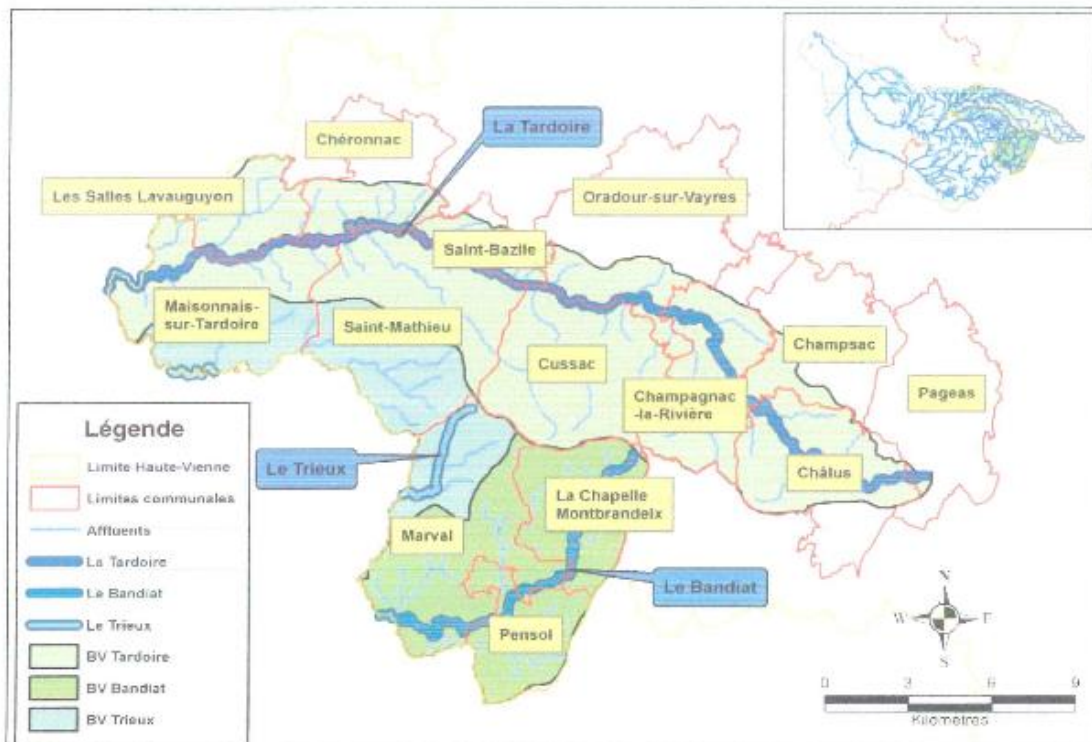 Chéronnac
La Tardoire
Les Salles Lavauguyon
Oradour-sur-Vayres
Saint-Bazile
Maisonnais
-sur-Tardoire
Saint-Mathieu
Champsac
Cussac
Pageas
Champagnac
-la-Rivière
Le Trieux
Châlus
La Chapelle
Montbrandeix
Marval
Le Bandiat
Pensol
Légende
Limite Haute-Vienne
Limites communales
Affluents
La Tardoire
Le Bandiat
Le Trieux
BV Tardoire
BV Bandiat
BV Trieux
N
W E
S
0 3 6 9
Kilomètres